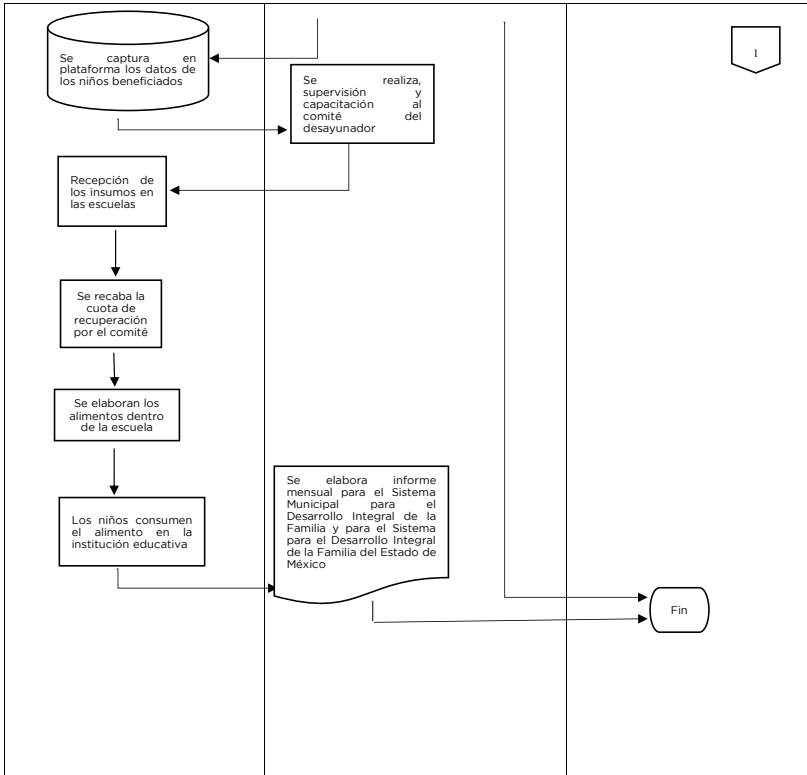 Se captura en
plataforma los datos de
los niños beneficiados
1
Se realiza,
supervisión y
capacitación al
comité del
desayunador
Recepción de
los insumos en
las escuelas
Se recaba la
cuota de
recuperación
por el comité
Se elaboran los
alimentos dentro
de la escuela
Los niños consumen
el alimento en la
institución educativa
Se elabora informe
mensual para el Sistema
Municipal para el
Desarrollo Integral de la
Familia y para el Sistema
para el Desarrollo Integral
de la Familia del Estado de
México
Fin